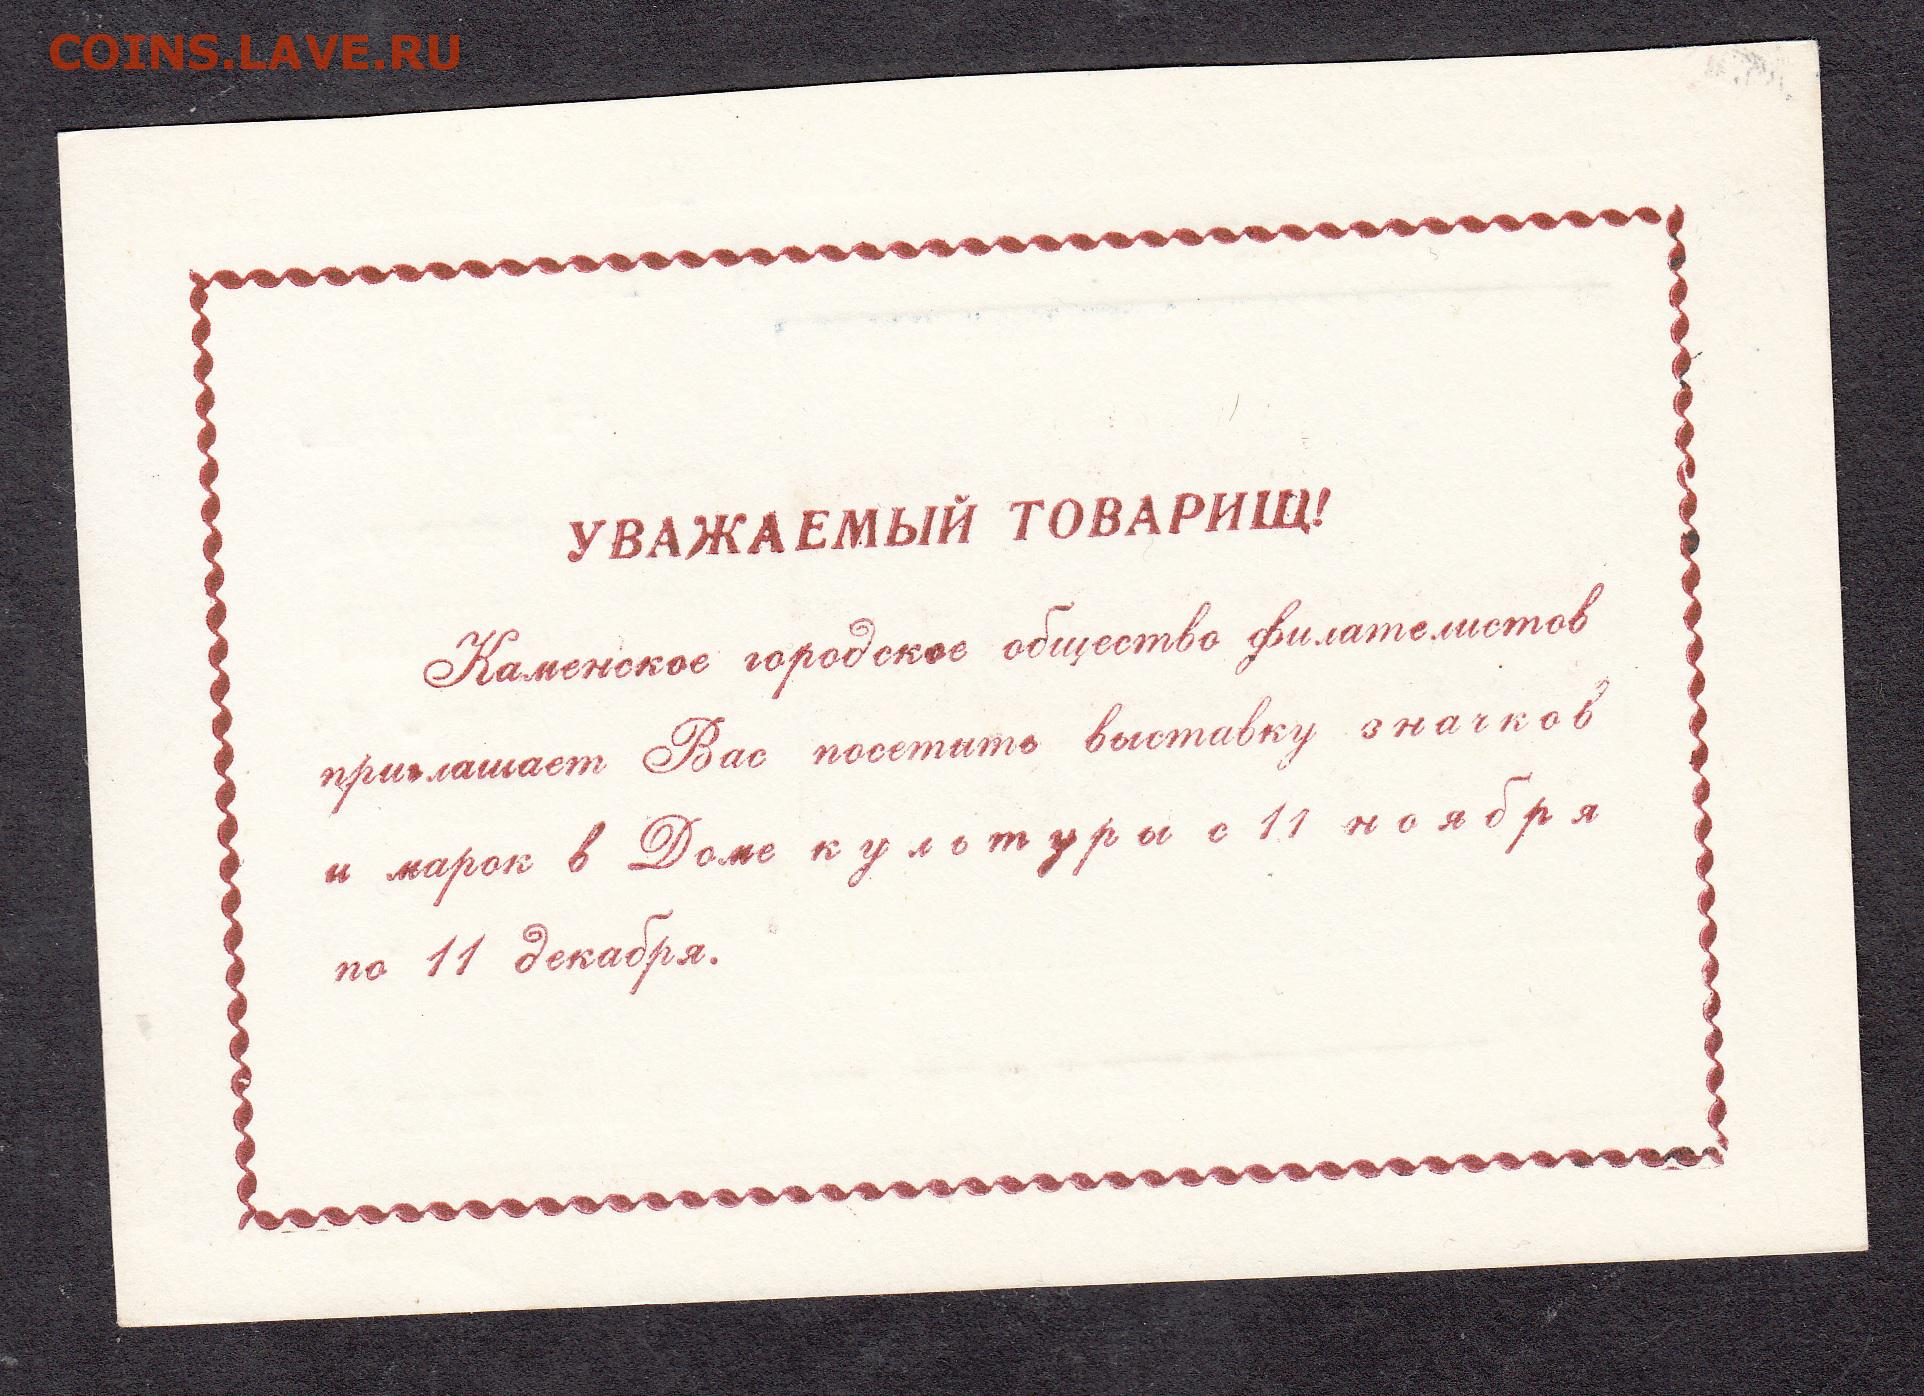 COINS.LAVE.RU
УВАЖАЕМЫЙ ТОВАРИЩ!
Каменское городское общество филателистов
приглашает Вас посетить выставку значков
и марок в Доме культуры с 11 ноября
по 11 декабря.